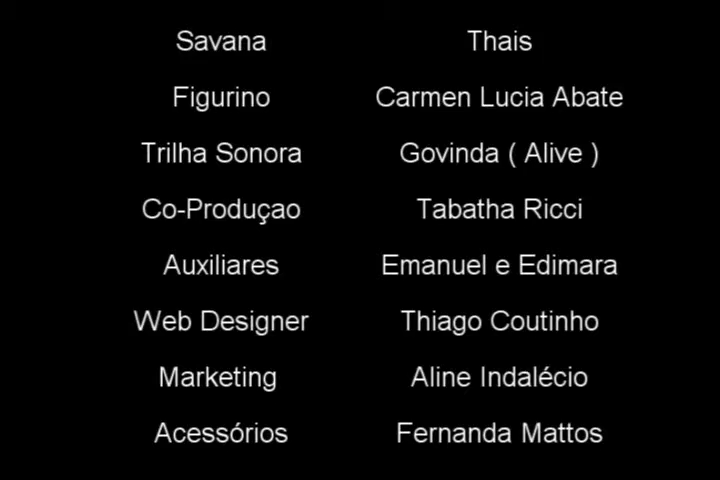 Savana Thais
Figurino Carmen Lucia Abate
Trilha Sonora Govinda ( Alive )
Co-Produçao Tabatha Ricci
Auxiliares Emanuel e Edimara
Web Designer Thiago Coutinho
Marketing Aline Indalécio
Acessórios Fernanda Mattos